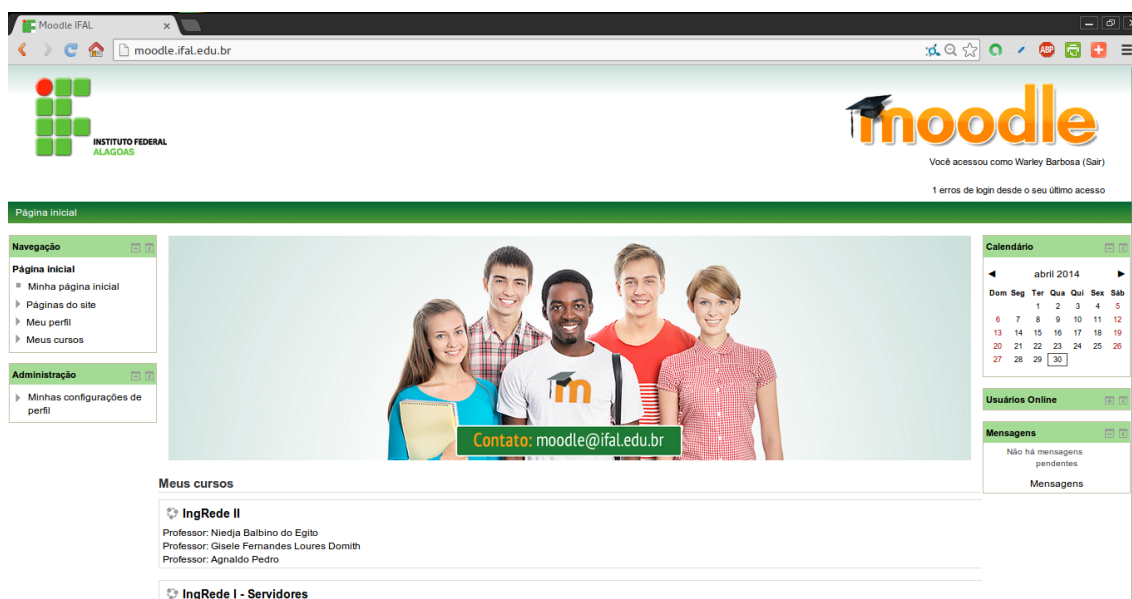 Moodle IFAL
moodle.ifal.edu.br
ABP
INSTITUTO FEDERAL
ALAGOAS
moodle
Você acessou como Warley Barbosa (Sair)
1 erros de login desde o seu último acesso
Página inicial
Navegação
Página inicial
Minha página inicial
Páginas do site
Meu perfil
Meus cursos
Administração
Minhas configurações de
perfil
m
Contato: moodle@ifal.edu.br
Meus cursos
IngRede II
Professor: Niedja Balbino do Egito
Professor: Gisele Fernandes Loures Domith
Professor: Agnaldo Pedro
IngRede I - Servidores
Calendário
abril 2014
Dom Seg Ter Qua Qui Sex Sáb
1 2 3 4 5
6 7 8 9 10 11 12
13 14 15 16 17 18 19
20 21 22 23 24 25 26
27 28 29 30
Usuários Online
Mensagens
Não há mensagens
pendentes
Mensagens